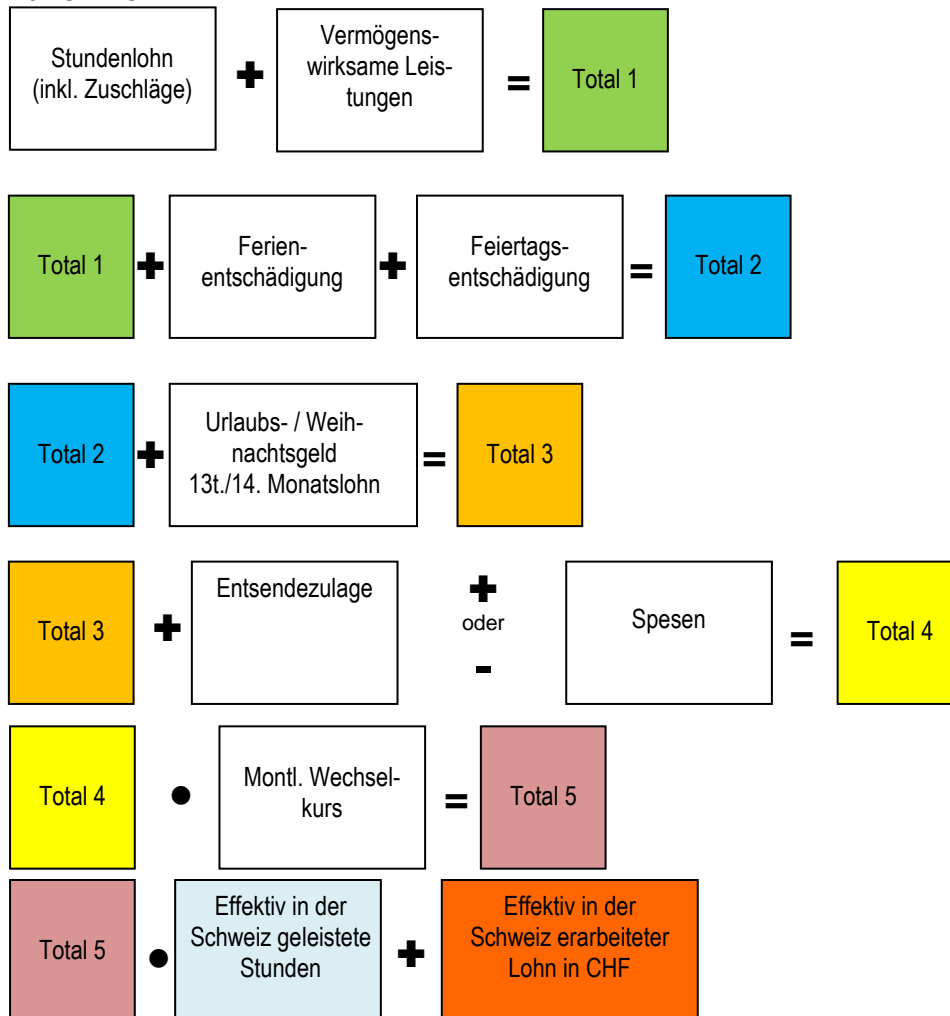 Stundenlohn
(inkl. Zuschläge)
+
Vermögens-
wirksame Leis-
tungen
=
Total 1
Total 1
+
Ferien-
entschädigung
+
Feiertags-
entschädigung
=
Total 2
Total 2
+
Urlaubs- / Weih-
nachtsgeld
13t./14. Monatslohn
=
Total 3
Total 3
+
Entsendezulage
+
oder
-
Spesen
=
Total 4
Total 4
•
Montl. Wechsel-
kurs
=
Total 5
Total 5
•
Effektiv in der
Schweiz geleistete
Stunden
+
Effektiv in der
Schweiz erarbeiteter
Lohn in CHF